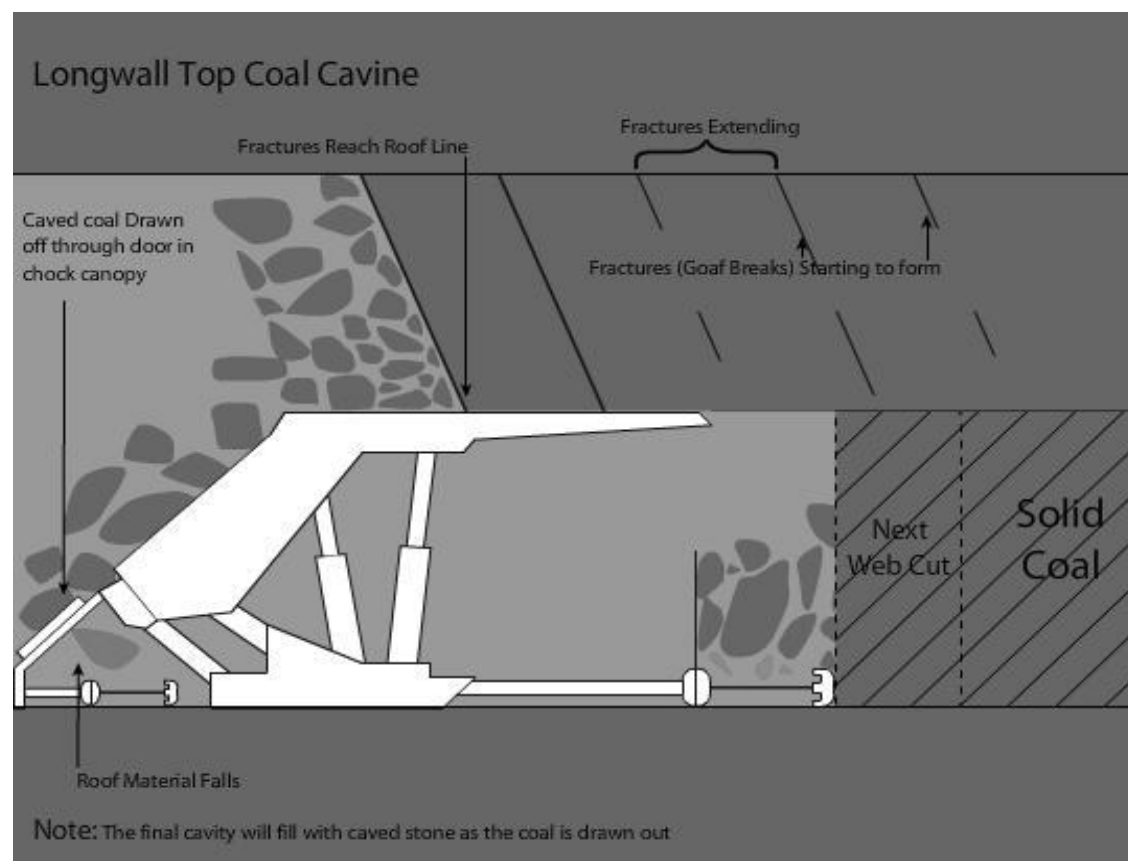 Longwall Top Coal Cavine
Fractures Extending
Fractures Reach Roof Line
Caved coal Drawn
off through door in
chock canopy
Fractures (Goaf Breaks) Starting to form
Next
Web Cut
Solid
Coal
Roof Material Falls
Note: The final cavity will fill with caved stone as the coal is drawn out